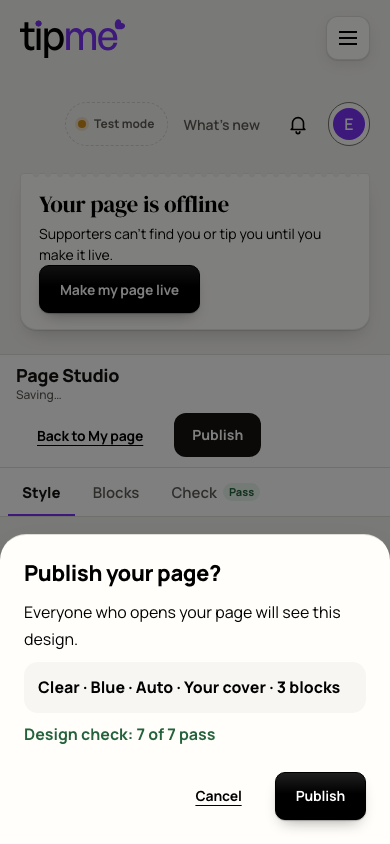 tipme
Test mode
What's new
E
Your page is offline
Supporters can't find you or tip you until you
make it live.
Make my page live
Page Studio
Saving…
Back to My page
Publish
Style
Blocks
Check
Pass
Publish your page?
Everyone who opens your page will see this
design.
Clear · Blue · Auto · Your cover · 3 blocks
Design check: 7 of 7 pass
Cancel
Publish